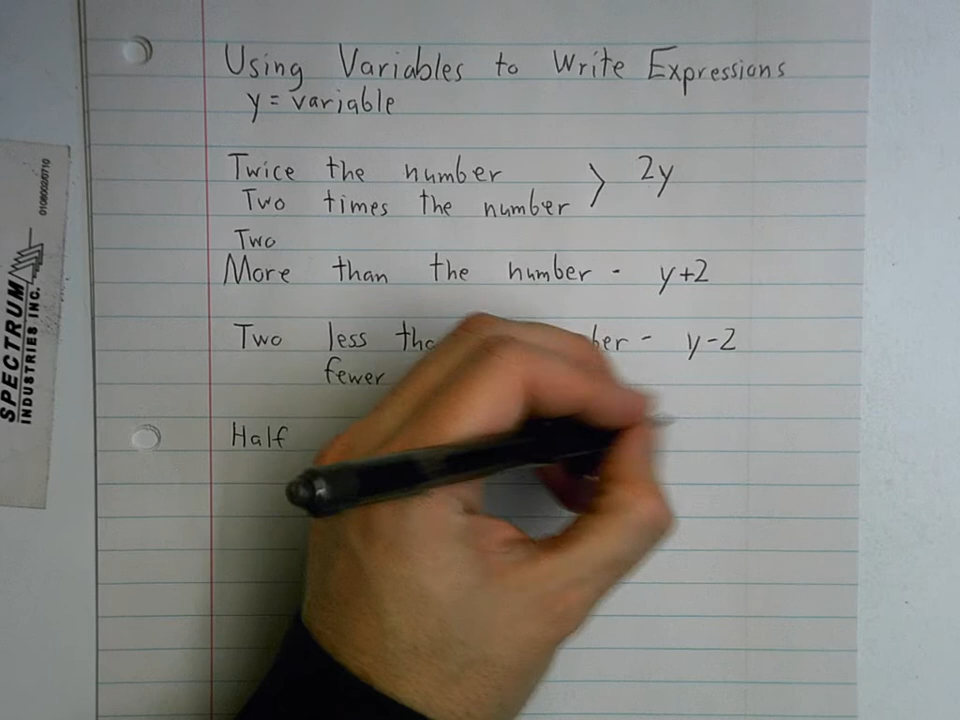 Using Variables to Write Expressions
y = variable
Twice the number > 2y
Two times the number
Two
More than the number - y+2
Two less - y-2
fewer
Half
SPECTRUM
INDUSTRIES INC.